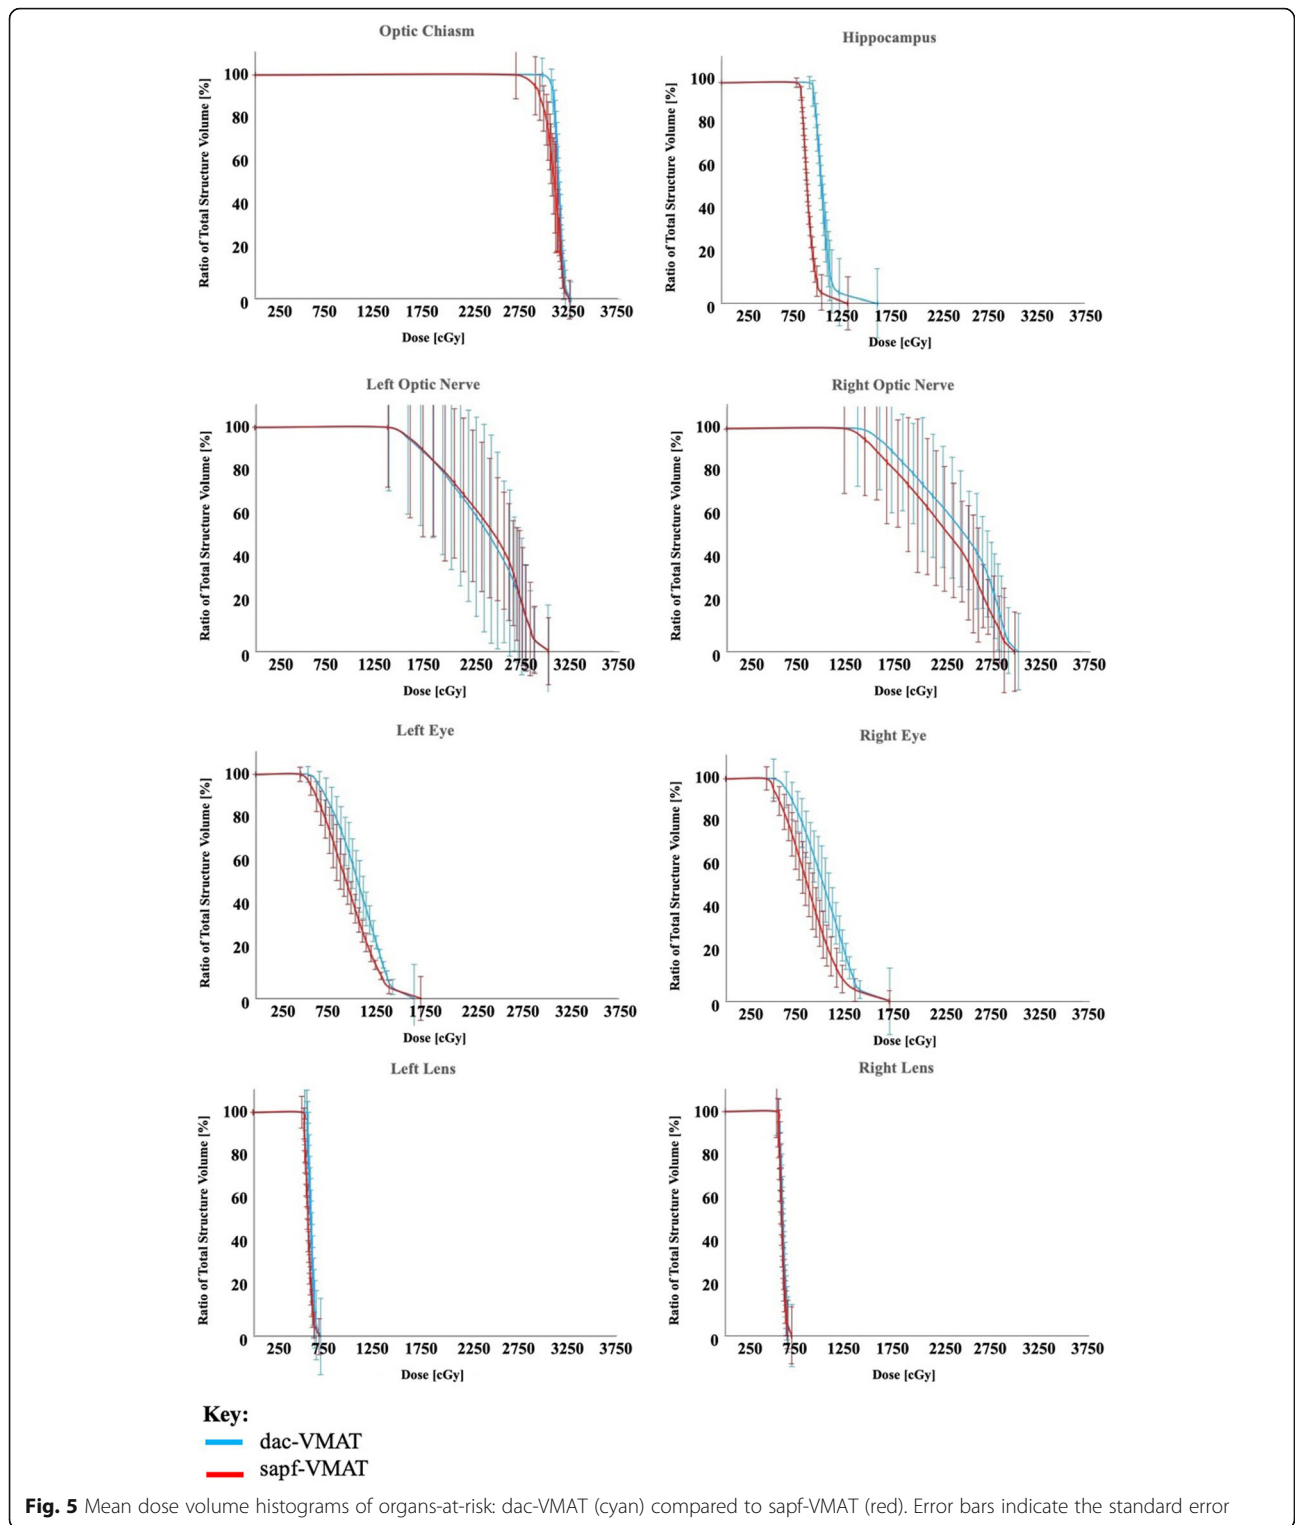 Optic Chiasm
Ratio of Total Structure Volume [%]
100
80
60
40
20
0
250 750 1250 1750 2250 2750 3250 3750
Dose [cGy]
Hippocampus
Ratio of Total Structure Volume [%]
100
80
60
40
20
0
250 750 1250 1750 2250 2750 3250 3750
Dose [cGy]
Left Optic Nerve
Ratio of Total Structure Volume [%]
100
80
60
40
20
0
250 750 1250 1750 2250 2750 3250 3750
Dose [cGy]
Right Optic Nerve
Ratio of Total Structure Volume [%]
100
80
60
40
20
0
250 750 1250 1750 2250 2750 3250 3750
Dose [cGy]
Left Eye
Ratio of Total Structure Volume [%]
100
80
60
40
20
0
250 750 1250 1750 2250 2750 3250 3750
Dose [cGy]
Right Eye
Ratio of Total Structure Volume [%]
100
80
60
40
20
0
250 750 1250 1750 2250 2750 3250 3750
Dose [cGy]
Left Lens
Ratio of Total Structure Volume [%]
100
80
60
40
20
0
250 750 1250 1750 2250 2750 3250 3750
Dose [cGy]
Right Lens
Ratio of Total Structure Volume [%]
100
80
60
40
20
0
250 750 1250 1750 2250 2750 3250 3750
Dose [cGy]
Key:
dac-VMAT
sapf-VMAT
Fig. 5 Mean dose volume histograms of organs-at-risk: dac-VMAT (cyan) compared to sapf-VMAT (red). Error bars indicate the standard error